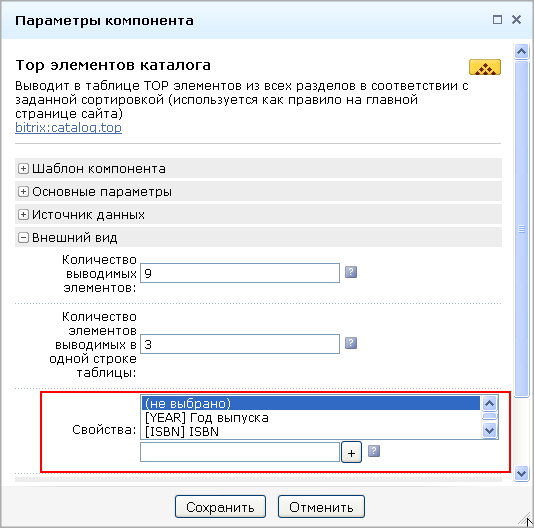 Параметры компонента
Top элементов каталога
Выводит в таблице TOP элементов из всех разделов в соответствии с
заданной сортировкой (используется как правило на главной
странице сайта)
bitrix:catalog.top
Шаблон компонента
Основные параметры
Источник данных
Внешний вид
Количество
выводимых
элементов:
9
?
Количество
элементов
выводимых в
одной строке
таблицы:
3
?
Свойства:
(не выбрано)
[YEAR] Год выпуска
[ISBN] ISBN
+
?
Сохранить
Отменить